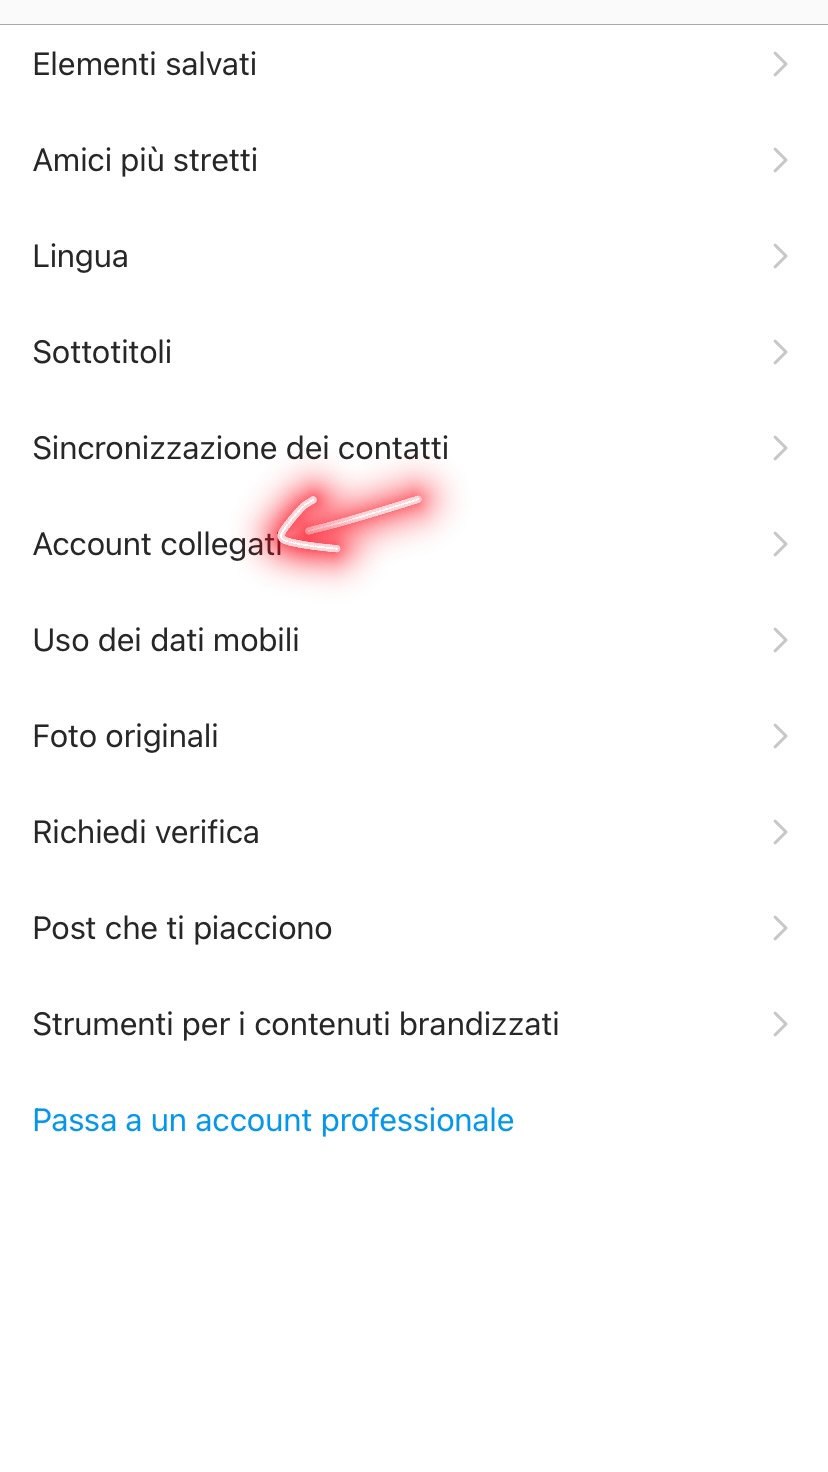 Elementi salvati
Amici più stretti
Lingua
Sottotitoli
Sincronizzazione dei contatti
Account collegati
Uso dei dati mobili
Foto originali
Richiedi verifica
Post che ti piacciono
Strumenti per i contenuti brandizzati
Passa a un account professionale